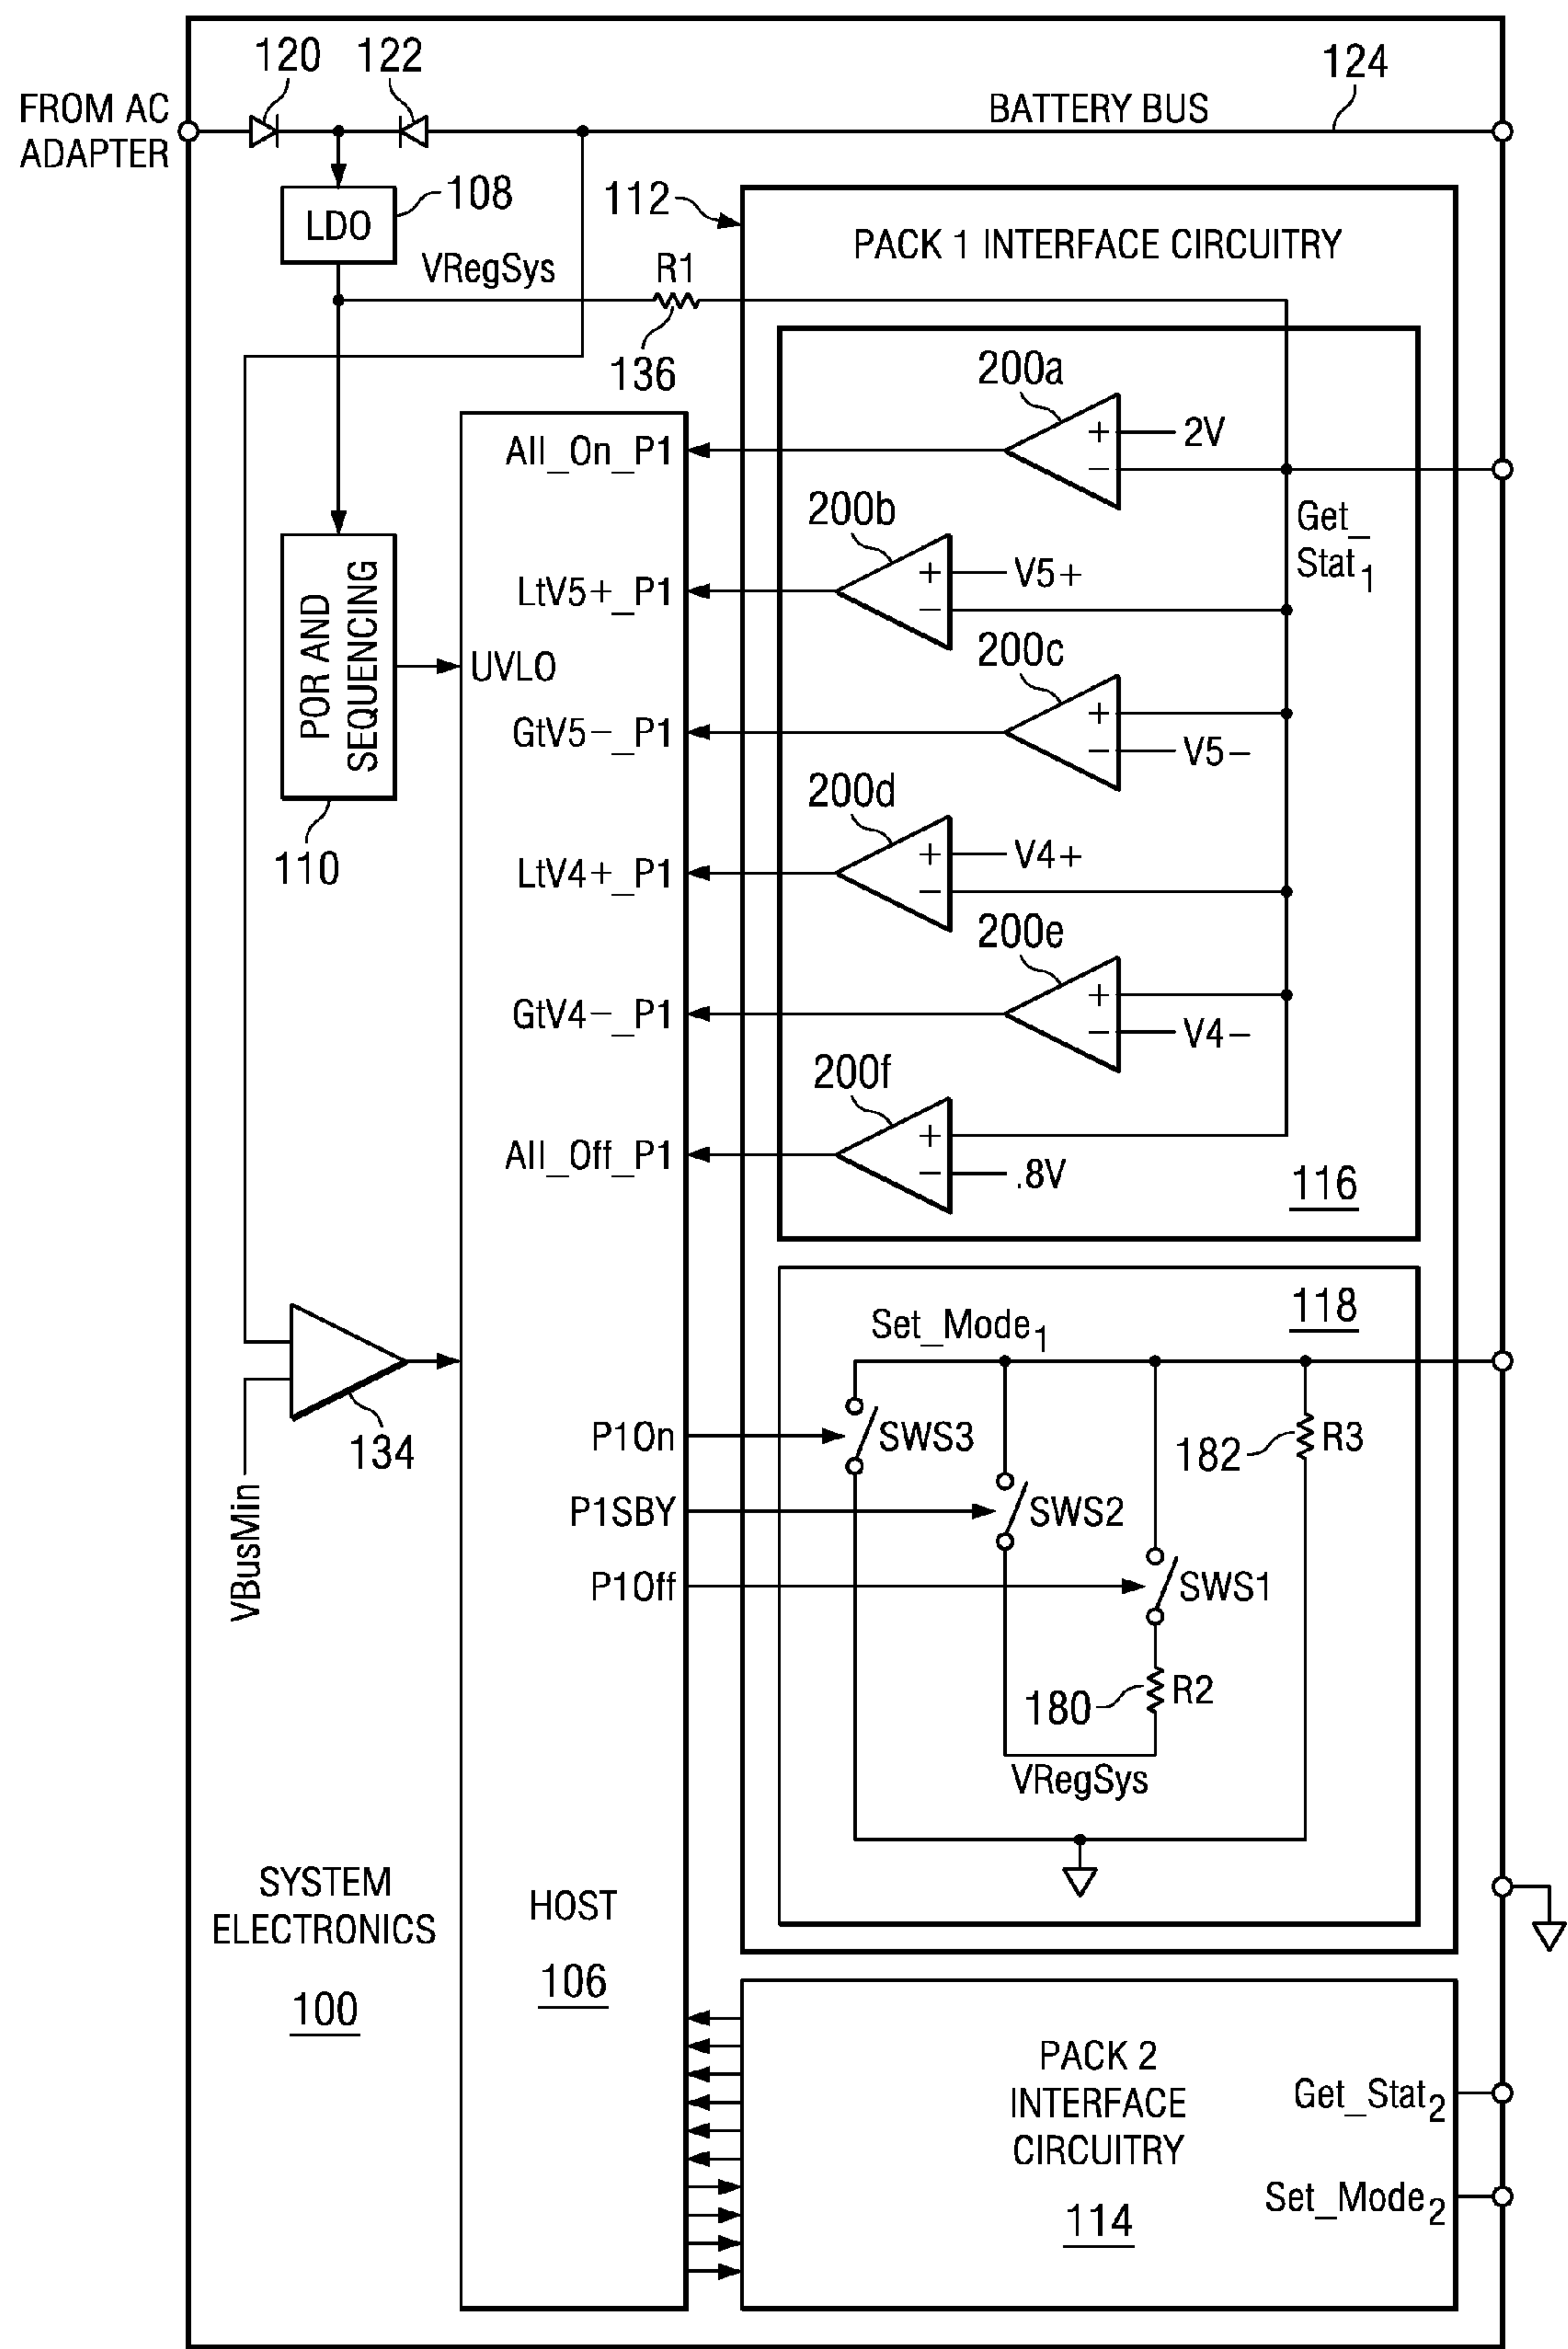 120
122
124
FROM AC
ADAPTER
BATTERY BUS
LDO
108
112
PACK 1 INTERFACE CIRCUITRY
VRegSys
R1
136
200a
+
2V
−
All_On_P1
Get_
Stat1
200b
+
V5+
−
LtV5+_P1
POR AND
SEQUENCING
UVLO
110
200c
+
−
V5−
GtV5−_P1
200d
+
V4+
−
LtV4+_P1
200e
+
−
V4−
GtV4−_P1
200f
+
−
.8V
All_Off_P1
116
118
Set_Mode1
134
VBusMin
P1On
SWS3
182
R3
P1SBY
SWS2
P1Off
SWS1
180
R2
VRegSys
SYSTEM
ELECTRONICS
100
HOST
106
PACK 2
INTERFACE
CIRCUITRY
114
Get_Stat2
Set_Mode2